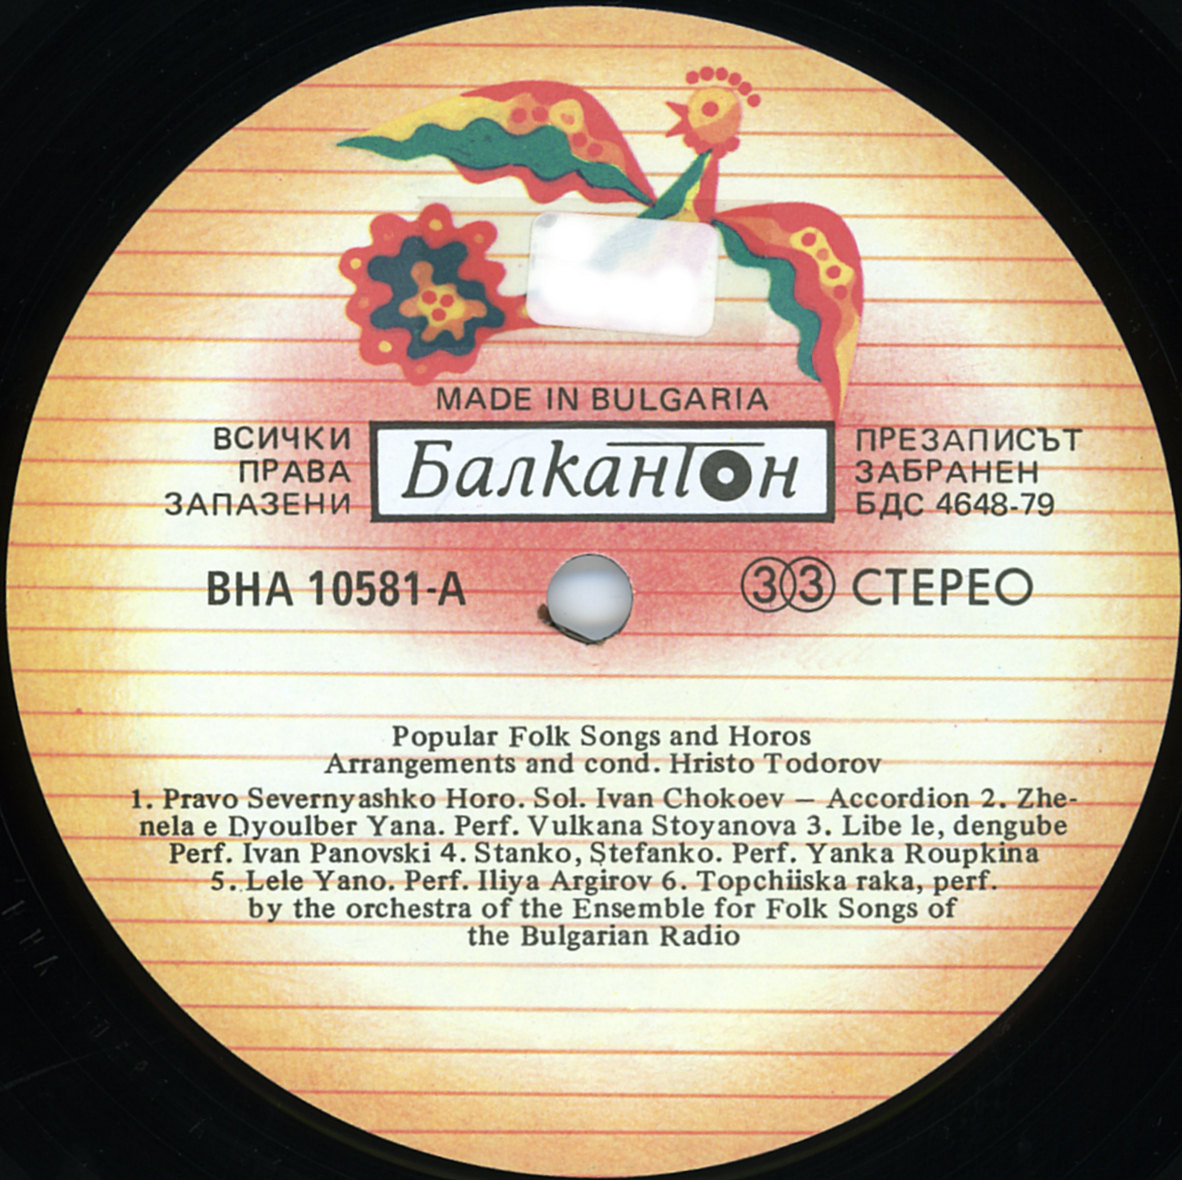 MADE IN BULGARIA
ВСИЧКИ
ПРАВА
ЗАПАЗЕНИ
Балкантон
ПРЕЗАПИСЪТ
ЗАБРАНЕН
БДС 4648-79
ВНА 10581-А
33 СТЕРЕО
Popular Folk Songs and Horos
Arrangements and cond. Hristo Todorov
1. Pravo Severnyashko Horo. Sol. Ivan Chokoev — Accordion 2. Zhe-
nela e Dyoulber Yana. Perf. Vulkana Stoyanova 3. Libe le, dengube
Perf. Ivan Panovski 4. Stanko, Stefanko. Perf. Yanka Roupkina
5. Lele Yano. Perf. Iliya Argirov 6. Topchiiska raka, perf.
by the orchestra of the Ensemble for Folk Songs of
the Bulgarian Radio